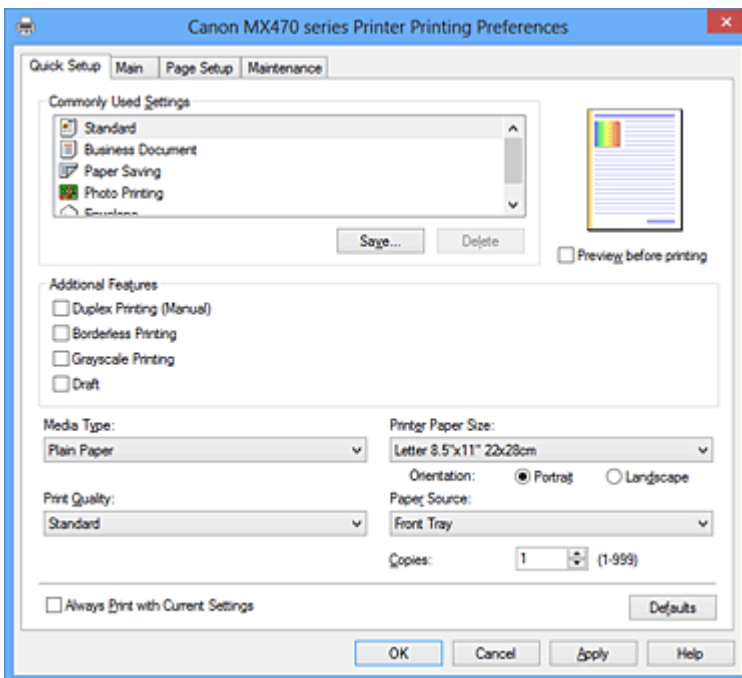 Canon MX470 series Printer Printing Preferences
Quick Setup Main Page Setup Maintenance
Commonly Used Settings
Standard
Business Document
Paper Saving
Photo Printing
Envelope
Save... Delete
Preview before printing
Additional Features
Duplex Printing (Manual)
Borderless Printing
Grayscale Printing
Draft
Media Type: Printer Paper Size:
Plain Paper Letter 8.5"x11" 22x28cm
Orientation: Portrait Landscape
Print Quality: Paper Source:
Standard Front Tray
Copies: 1 (1-999)
Always Print with Current Settings Defaults
OK Cancel Apply Help